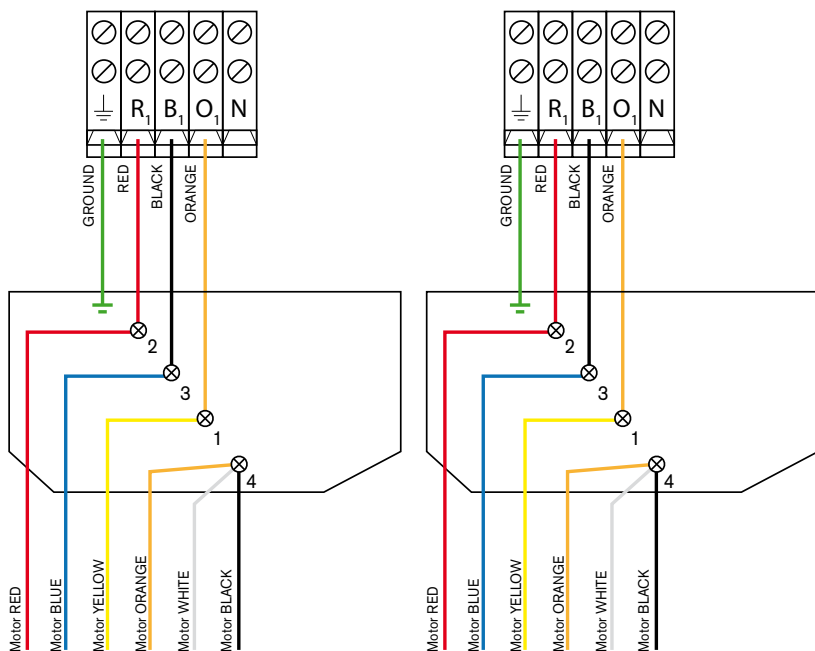 R1 B1 O1 N
GROUND
RED
BLACK
ORANGE
2
3
1
4
Motor RED
Motor BLUE
Motor YELLOW
Motor ORANGE
Motor WHITE
Motor BLACK
R1 B1 O1 N
GROUND
RED
BLACK
ORANGE
2
3
1
4
Motor RED
Motor BLUE
Motor YELLOW
Motor ORANGE
Motor WHITE
Motor BLACK